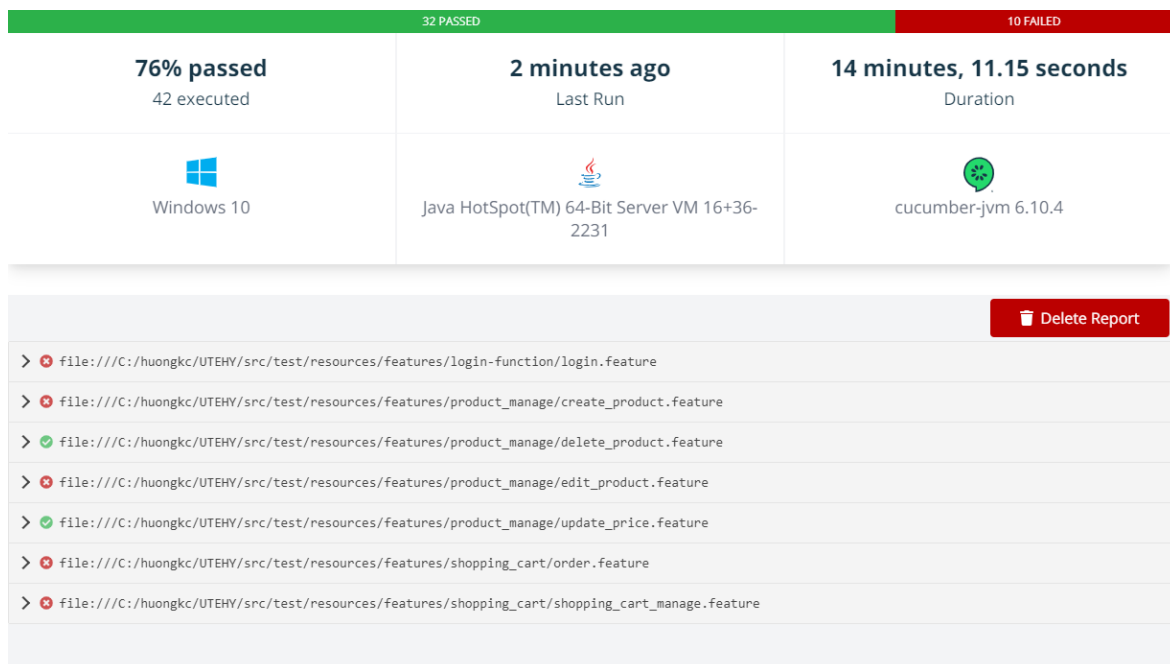 32 PASSED
10 FAILED
76% passed
42 executed
2 minutes ago
Last Run
14 minutes, 11.15 seconds
Duration
Windows 10
Java HotSpot(TM) 64-Bit Server VM 16+36-
2231
cucumber-jvm 6.10.4
Delete Report
file:///C:/huongkc/UTEHY/src/test/resources/features/login-function/login.feature
file:///C:/huongkc/UTEHY/src/test/resources/features/product_manage/create_product.feature
file:///C:/huongkc/UTEHY/src/test/resources/features/product_manage/delete_product.feature
file:///C:/huongkc/UTEHY/src/test/resources/features/product_manage/edit_product.feature
file:///C:/huongkc/UTEHY/src/test/resources/features/product_manage/update_price.feature
file:///C:/huongkc/UTEHY/src/test/resources/features/shopping_cart/order.feature
file:///C:/huongkc/UTEHY/src/test/resources/features/shopping_cart/shopping_cart_manage.feature